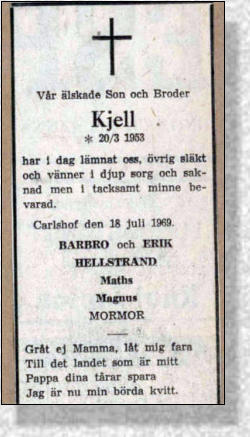 Vår älskade Son och Broder
Kjell
* 20/3 1953
har i dag lämnat oss, övrig släkt
och vänner i djup sorg och sak-
nad men i tacksamt minne be-
varad.
Carlshof den 18 juli 1969.
BARBRO och ERIK
HELLSTRAND
Maths
Magnus
MORMOR
Gråt ej Mamma, låt mig fara
Till det landet som är mitt
Pappa dina tårar spara
Jag är nu min börda kvitt.